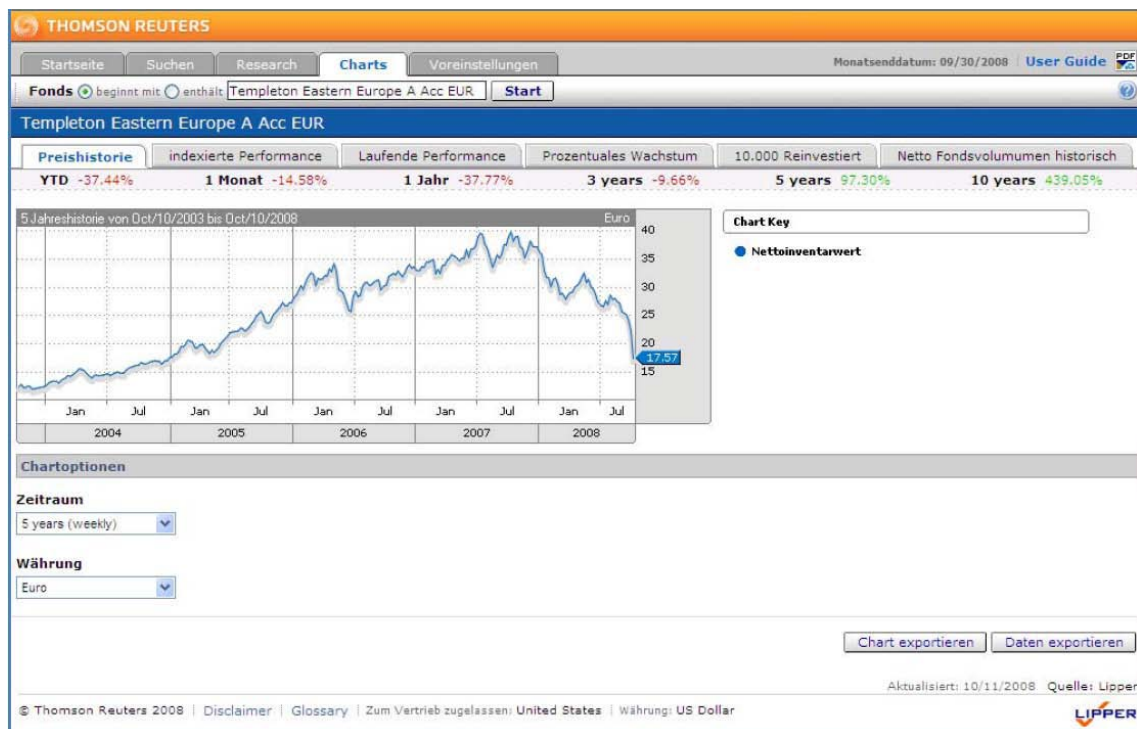 THOMSON REUTERS
Startseite Suchen Research Charts Voreinstellungen Monatsenddatum: 09/30/2008 User Guide PDF
Fonds beginnt mit enthält Templeton Eastern Europe A Acc EUR Start ?
Templeton Eastern Europe A Acc EUR
Preishistorie indexierte Performance Laufende Performance Prozentuales Wachstum 10.000 Reinvestiert Netto Fondsvolumumen historisch
YTD -37.44% 1 Monat -14.58% 1 Jahr -37.77% 3 years -9.66% 5 years 97.30% 10 years 439.05%
5 Jahreshistorie von Oct/10/2003 bis Oct/10/2008 Euro
Chart Key
Nettoinventarwert
40
35
30
25
20
17.57
15
Jan Jul Jan Jul Jan Jul Jan Jul Jan Jul
2004 2005 2006 2007 2008
Chartoptionen
Zeitraum
5 years (weekly)
Währung
Euro
Chart exportieren Daten exportieren
Aktualisiert: 10/11/2008 Quelle: Lipper
© Thomson Reuters 2008 | Disclaimer | Glossary | Zum Vertrieb zugelassen: United States | Währung: US Dollar
LIPPER